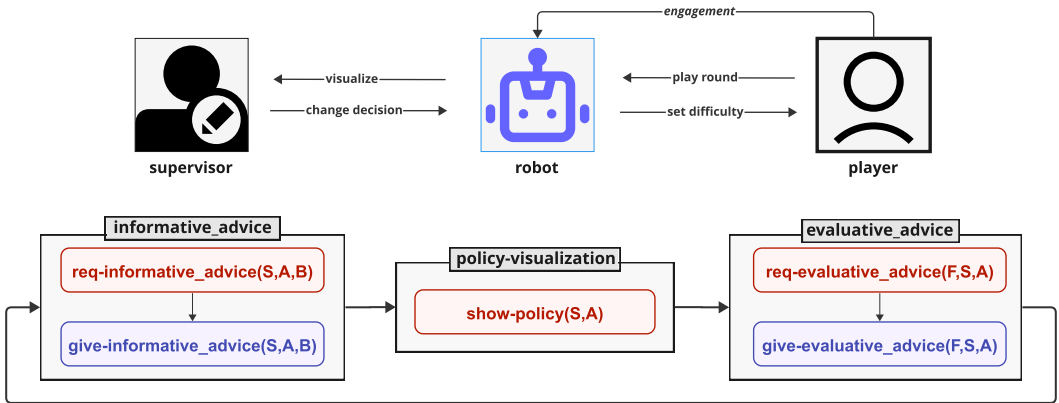 engagement
visualize
play round
change decision
set difficulty
supervisor
robot
player
informative_advice
req-informative_advice(S,A,B)
give-informative_advice(S,A,B)
policy-visualization
show-policy(S,A)
evaluative_advice
req-evaluative_advice(F,S,A)
give-evaluative_advice(F,S,A)